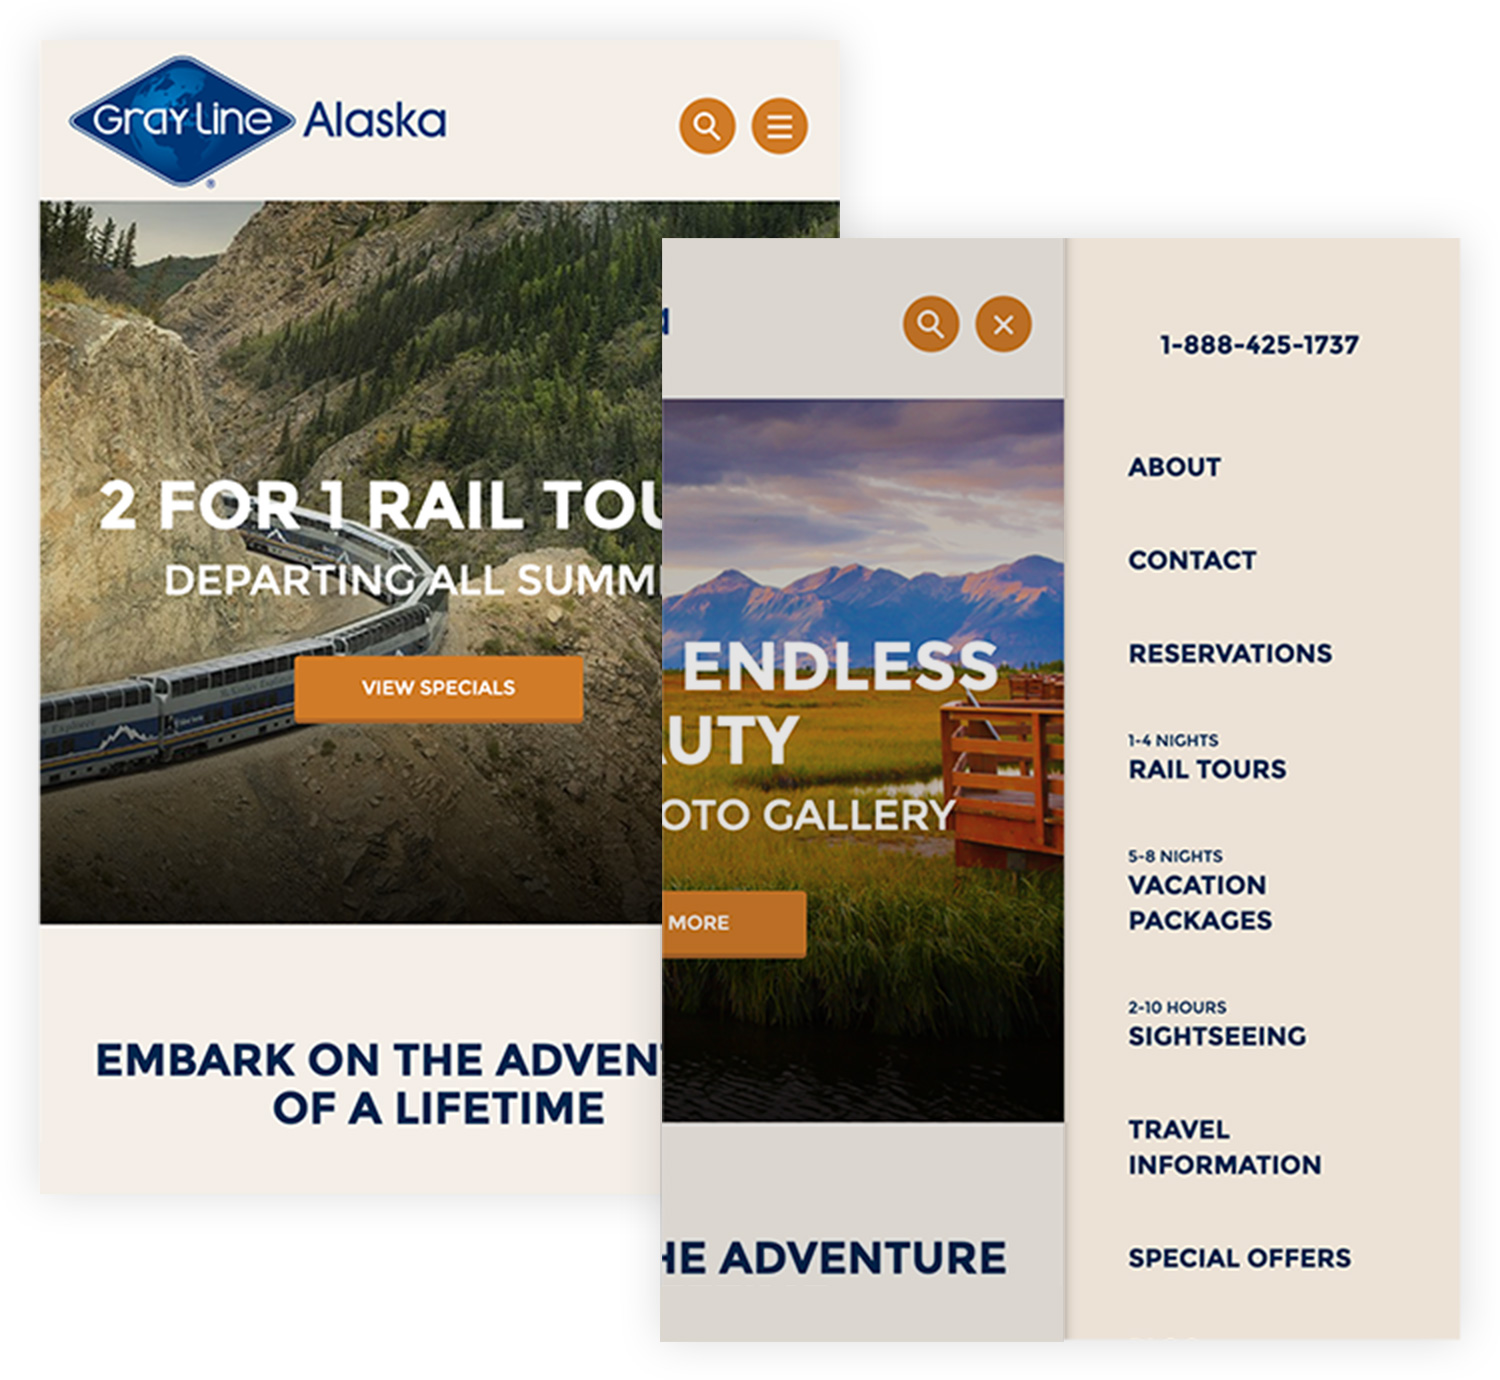 Gray Line Alaska
®
2 FOR 1 RAIL TOU
DEPARTING ALL SUMM
VIEW SPECIALS
EMBARK ON THE ADVEN
OF A LIFETIME
a
ENDLESS
AUTY
OTO GALLERY
MORE
HE ADVENTURE
1-888-425-1737
ABOUT
CONTACT
RESERVATIONS
1-4 NIGHTS
RAIL TOURS
5-8 NIGHTS
VACATION
PACKAGES
2-10 HOURS
SIGHTSEEING
TRAVEL
INFORMATION
SPECIAL OFFERS